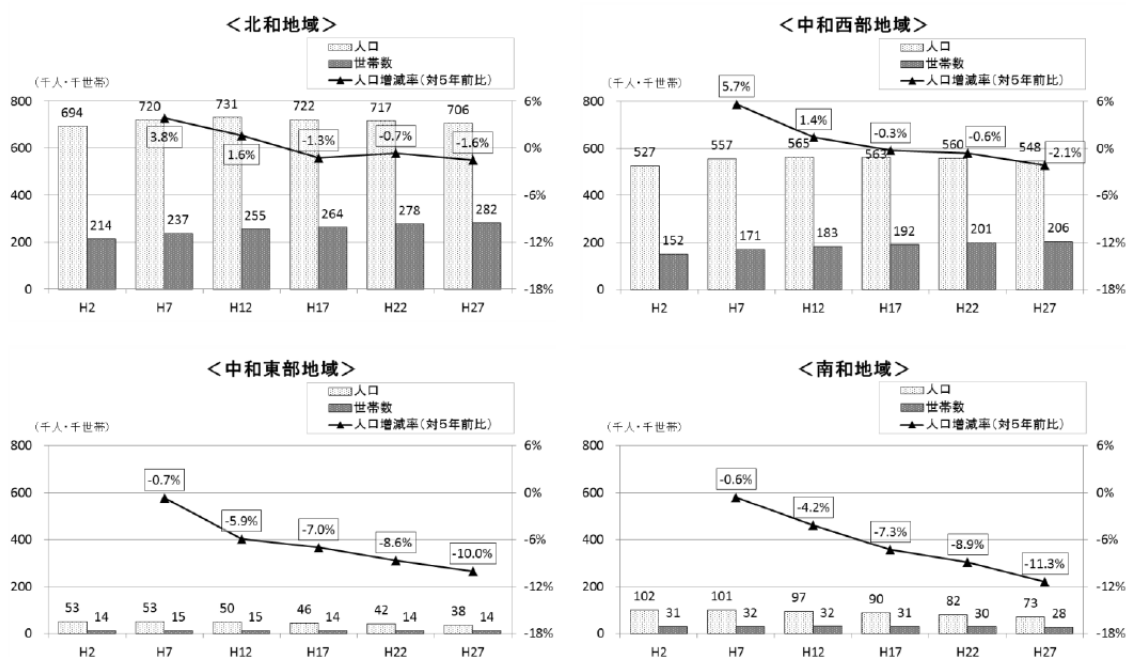 <北和地域>
人口
世帯数
人口増減率(対5年前比)
(千人・千世帯)
800
600
400
200
0
694
720
731
722
717
706
214
237
255
264
278
282
3.8%
1.6%
-1.3%
-0.7%
-1.6%
6%
0%
-6%
-12%
-18%
H2
H7
H12
H17
H22
H27
<中和西部地域>
人口
世帯数
人口増減率(対5年前比)
(千人・千世帯)
800
600
400
200
0
527
557
565
563
560
548
152
171
183
192
201
206
5.7%
1.4%
-0.3%
-0.6%
-2.1%
6%
0%
-6%
-12%
-18%
H2
H7
H12
H17
H22
H27
<中和東部地域>
人口
世帯数
人口増減率(対5年前比)
(千人・千世帯)
800
600
400
200
0
-0.7%
-5.9%
-7.0%
-8.6%
-10.0%
53
14
53
15
50
15
46
14
42
14
38
14
6%
0%
-6%
-12%
-18%
H2
H7
H12
H17
H22
H27
<南和地域>
人口
世帯数
人口増減率(対5年前比)
(千人・千世帯)
800
600
400
200
0
-0.6%
-4.2%
-7.3%
-8.9%
-11.3%
102
31
101
32
97
32
90
31
82
30
73
28
6%
0%
-6%
-12%
-18%
H2
H7
H12
H17
H22
H27